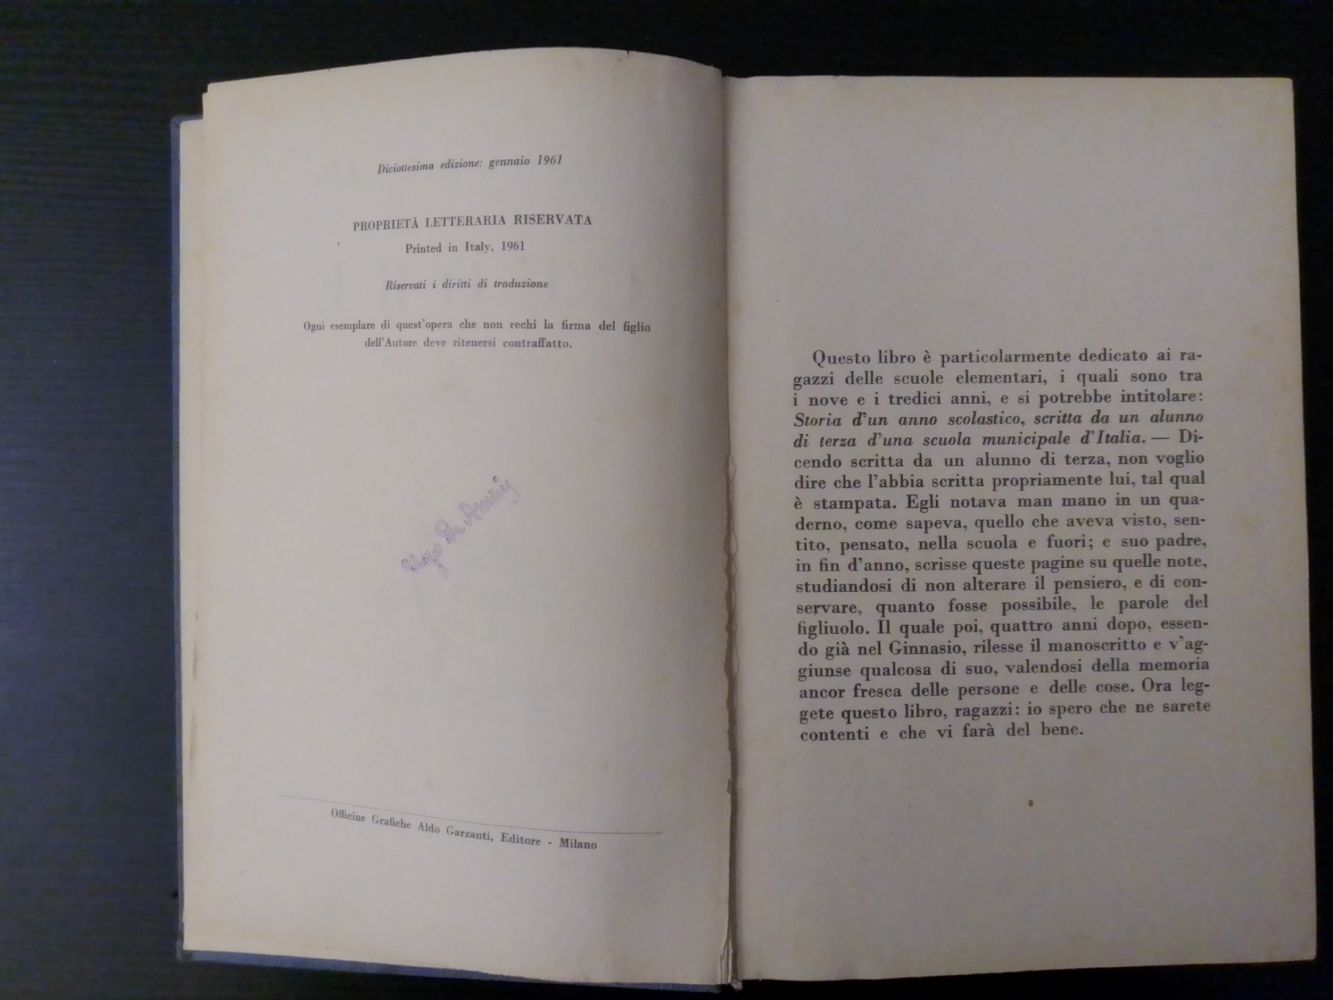 Diciottesima edizione: gennaio 1961
PROPRIETÀ LETTERARIA RISERVATA
Printed in Italy, 1961
Riservati i diritti di traduzione
Ogni esemplare di quest'opera che non rechi la firma del figlio
dell'Autore deve ritenersi contraffatto.
Ugo De Amicis
Officine Grafiche Aldo Garzanti, Editore - Milano
Questo libro è particolarmente dedicato ai ra-
gazzi delle scuole elementari, i quali sono tra
i nove e i tredici anni, e si potrebbe intitolare:
Storia d'un anno scolastico, scritta da un alunno
di terza d'una scuola municipale d'Italia. — Di-
cendo scritta da un alunno di terza, non voglio
dire che l'abbia scritta propriamente lui, tal qual
è stampata. Egli notava man mano in un qua-
derno, come sapeva, quello che aveva visto, sen-
tito, pensato, nella scuola e fuori; e suo padre,
in fin d'anno, scrisse queste pagine su quelle note,
studiandosi di non alterare il pensiero, e di con-
servare, quanto fosse possibile, le parole del
figliuolo. Il quale poi, quattro anni dopo, essen-
do già nel Ginnasio, rilesse il manoscritto e v'ag-
giunse qualcosa di suo, valendosi della memoria
ancor fresca delle persone e delle cose. Ora leg-
gete questo libro, ragazzi: io spero che ne sarete
contenti e che vi farà del bene.